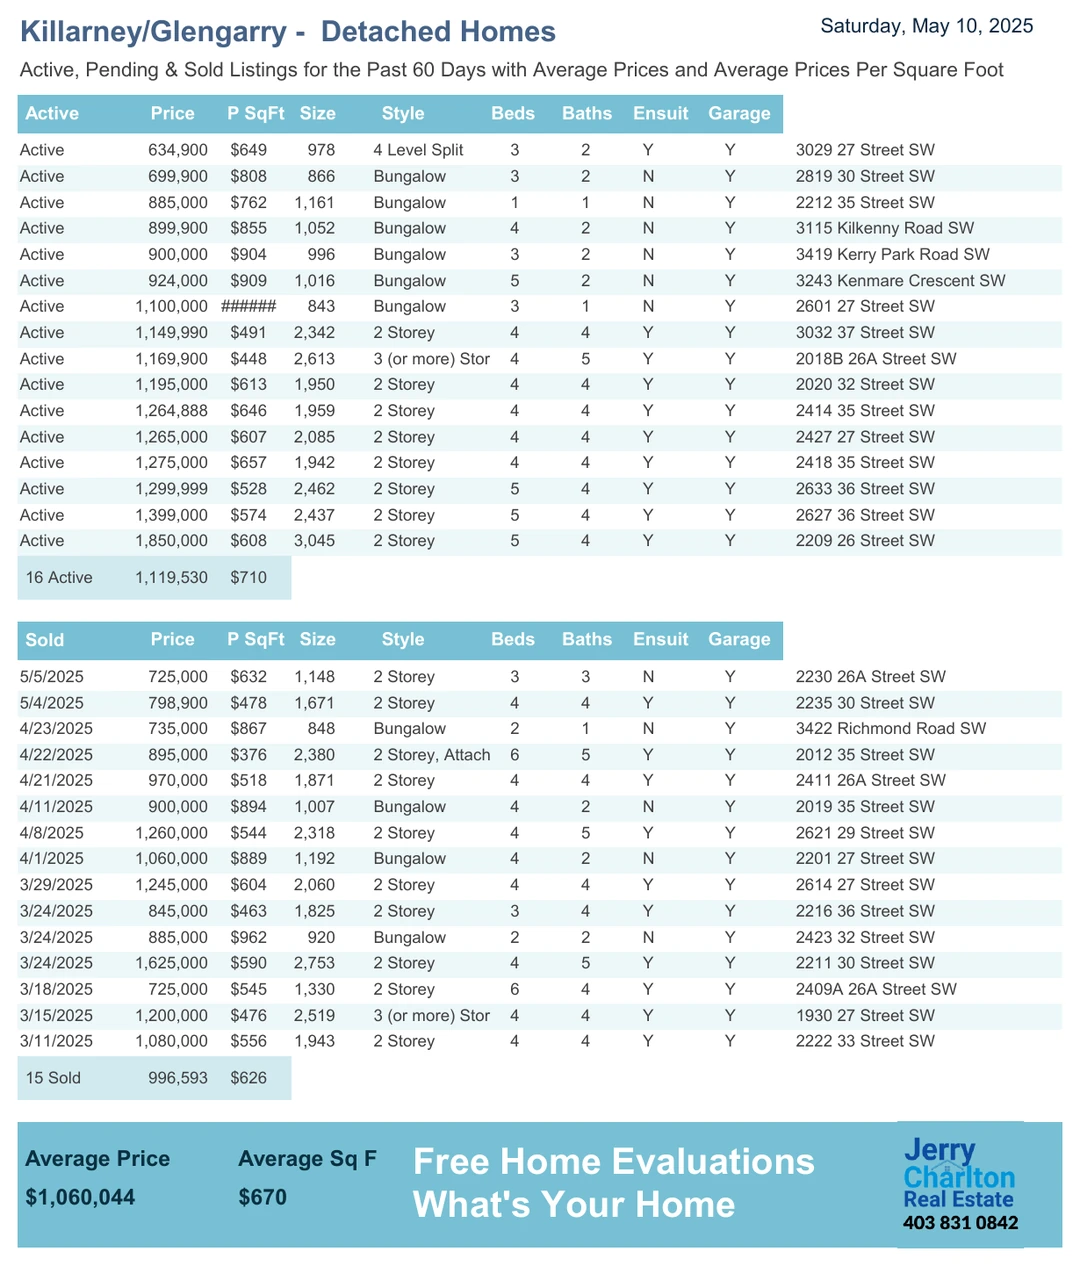 Killarney/Glengarry - Detached Homes
Saturday, May 10, 2025
Active, Pending & Sold Listings for the Past 60 Days with Average Prices and Average Prices Per Square Foot
Active Price P SqFt Size Style Beds Baths Ensuit Garage
Active 634,900 $649 978 4 Level Split 3 2 Y Y 3029 27 Street SW
Active 699,900 $808 866 Bungalow 3 2 N Y 2819 30 Street SW
Active 885,000 $762 1,161 Bungalow 1 1 N Y 2212 35 Street SW
Active 899,900 $855 1,052 Bungalow 4 2 N Y 3115 Kilkenny Road SW
Active 900,000 $904 996 Bungalow 3 2 N Y 3419 Kerry Park Road SW
Active 924,000 $909 1,016 Bungalow 5 2 N Y 3243 Kenmare Crescent SW
Active 1,100,000 ###### 843 Bungalow 3 1 N Y 2601 27 Street SW
Active 1,149,990 $491 2,342 2 Storey 4 4 Y Y 3032 37 Street SW
Active 1,169,900 $448 2,613 3 (or more) Stor 4 5 Y Y 2018B 26A Street SW
Active 1,195,000 $613 1,950 2 Storey 4 4 Y Y 2020 32 Street SW
Active 1,264,888 $646 1,959 2 Storey 4 4 Y Y 2414 35 Street SW
Active 1,265,000 $607 2,085 2 Storey 4 4 Y Y 2427 27 Street SW
Active 1,275,000 $657 1,942 2 Storey 4 4 Y Y 2418 35 Street SW
Active 1,299,999 $528 2,462 2 Storey 5 4 Y Y 2633 36 Street SW
Active 1,399,000 $574 2,437 2 Storey 5 4 Y Y 2627 36 Street SW
Active 1,850,000 $608 3,045 2 Storey 5 4 Y Y 2209 26 Street SW
16 Active 1,119,530 $710
Sold Price P SqFt Size Style Beds Baths Ensuit Garage
5/5/2025 725,000 $632 1,148 2 Storey 3 3 N Y 2230 26A Street SW
5/4/2025 798,900 $478 1,671 2 Storey 4 4 Y Y 2235 30 Street SW
4/23/2025 735,000 $867 848 Bungalow 2 1 N Y 3422 Richmond Road SW
4/22/2025 895,000 $376 2,380 2 Storey, Attach 6 5 Y Y 2012 35 Street SW
4/21/2025 970,000 $518 1,871 2 Storey 4 4 Y Y 2411 26A Street SW
4/11/2025 900,000 $894 1,007 Bungalow 4 2 N Y 2019 35 Street SW
4/8/2025 1,260,000 $544 2,318 2 Storey 4 5 Y Y 2621 29 Street SW
4/1/2025 1,060,000 $889 1,192 Bungalow 4 2 N Y 2201 27 Street SW
3/29/2025 1,245,000 $604 2,060 2 Storey 4 4 Y Y 2614 27 Street SW
3/24/2025 845,000 $463 1,825 2 Storey 3 4 Y Y 2216 36 Street SW
3/24/2025 885,000 $962 920 Bungalow 2 2 N Y 2423 32 Street SW
3/24/2025 1,625,000 $590 2,753 2 Storey 4 5 Y Y 2211 30 Street SW
3/18/2025 725,000 $545 1,330 2 Storey 6 4 Y Y 2409A 26A Street SW
3/15/2025 1,200,000 $476 2,519 3 (or more) Stor 4 4 Y Y 1930 27 Street SW
3/11/2025 1,080,000 $556 1,943 2 Storey 4 4 Y Y 2222 33 Street SW
15 Sold 996,593 $626
Average Price Average Sq F
$1,060,044 $670
Free Home Evaluations
What's Your Home
Jerry
Charlton
Real Estate
403 831 0842